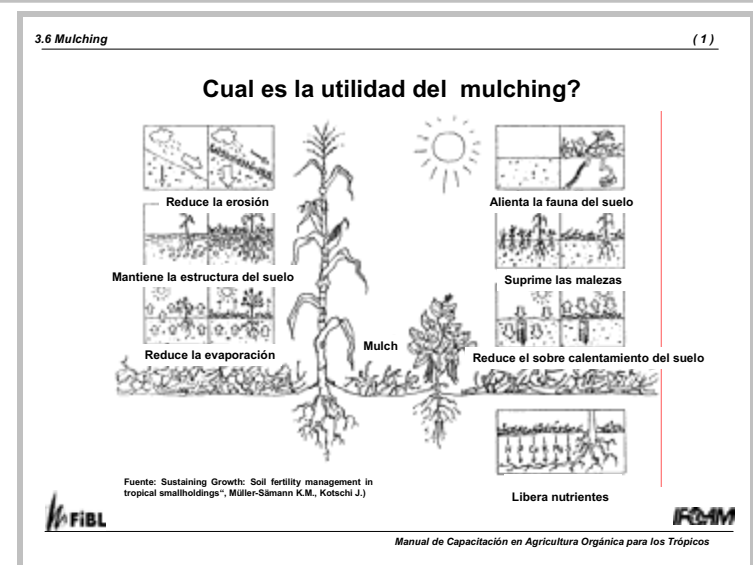 3.6 Mulching
( 1 )
Cual es la utilidad del mulching?
Reduce la erosión
Mantiene la estructura del suelo
Reduce la evaporación
Mulch
Alienta la fauna del suelo
Suprime las malezas
Reduce el sobre calentamiento del suelo
Libera nutrientes
Fuente: Sustaining Growth: Soil fertility management in
tropical smallholdings“, Müller-Sämann K.M., Kotschi J.)
FiBL
IFOAM
Manual de Capacitación en Agricultura Orgánica para los Trópicos